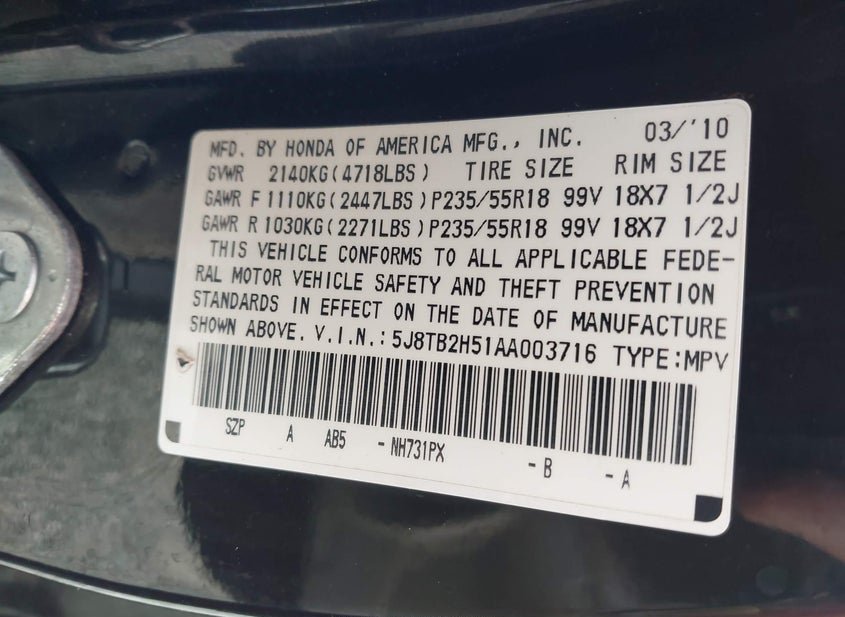 MFD. BY HONDA OF AMERICA MFG., INC. 03/'10
GVWR 2140KG(4718LBS) TIRE SIZE RIM SIZE
GAWR F 1110KG(2447LBS)P235/55R18 99V 18X7 1/2J
GAWR R 1030KG(2271LBS)P235/55R18 99V 18X7 1/2J
THIS VEHICLE CONFORMS TO ALL APPLICABLE FEDE-
RAL MOTOR VEHICLE SAFETY AND THEFT PREVENTION
STANDARDS IN EFFECT ON THE DATE OF MANUFACTURE
SHOWN ABOVE. V.I.N.:5J8TB2H51AA003716 TYPE:MPV
SZP A AB5 - NH731PX - B - A